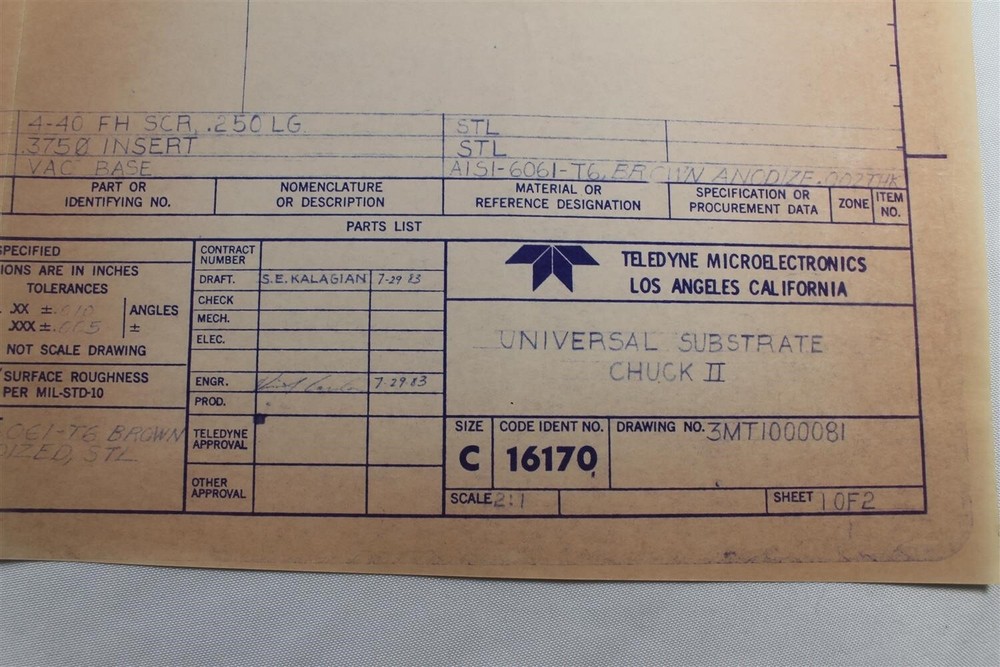 4-40 FH SCR, .250 LG STL
.3750 INSERT STL
VAC BASE AISI-6061-T6, BROWN ANODIZE .002THK
PART OR IDENTIFYING NO.
NOMENCLATURE OR DESCRIPTION
MATERIAL OR REFERENCE DESIGNATION
SPECIFICATION OR PROCUREMENT DATA
ZONE
ITEM NO.
PARTS LIST
SPECIFIED
IONS ARE IN INCHES
TOLERANCES
.XX ±.010 ANGLES
.XXX ±.005 ±
NOT SCALE DRAWING
SURFACE ROUGHNESS
PER MIL-STD-10
061-T6 BROWN
DIZED, STL
CONTRACT NUMBER
DRAFT. S.E. KALAGIAN 7-29 83
CHECK
MECH.
ELEC.
ENGR. 7-29 83
PROD.
TELEDYNE APPROVAL
OTHER APPROVAL
TELEDYNE MICROELECTRONICS
LOS ANGELES CALIFORNIA
UNIVERSAL SUBSTRATE
CHUCK II
SIZE C
CODE IDENT NO. 16170
DRAWING NO. 3MT1000081
SCALE 2:1
SHEET 1 OF 2